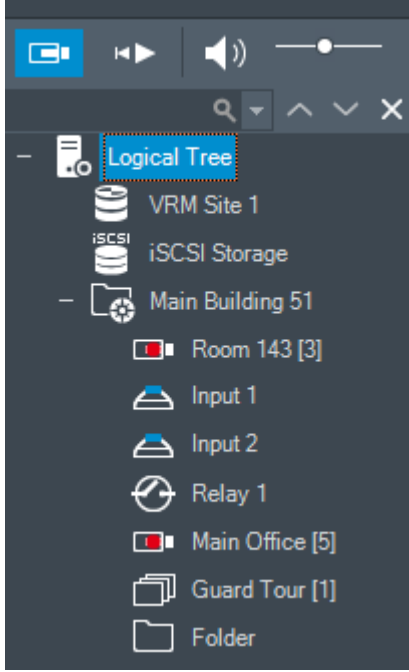 Logical Tree
VRM Site 1
iSCSI
iSCSI Storage
Main Building 51
Room 143 [3]
Input 1
Input 2
Relay 1
Main Office [5]
Guard Tour [1]
Folder